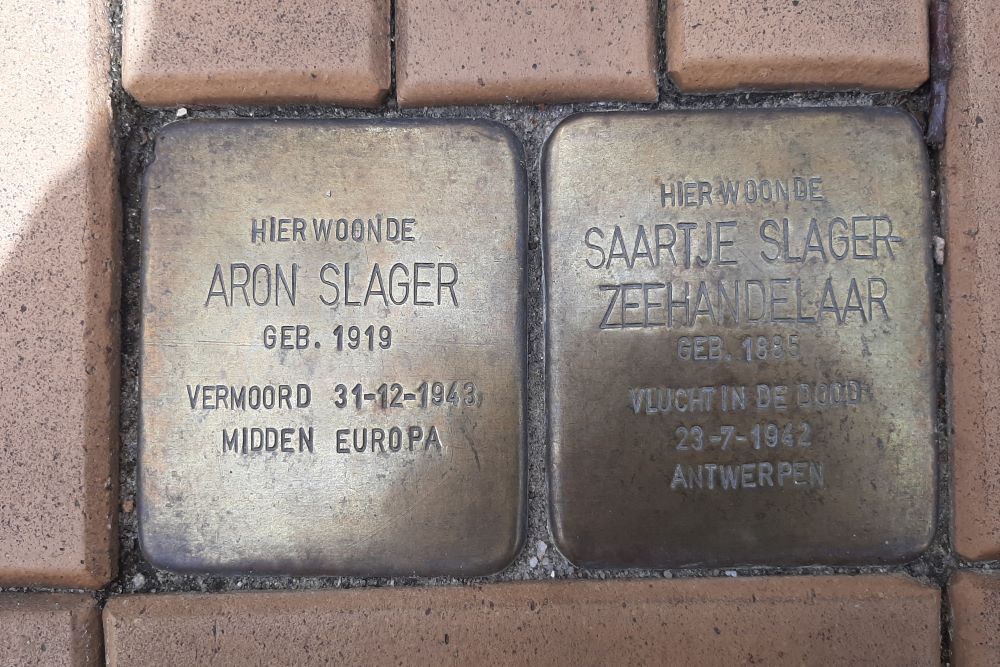 HIER WOONDE
ARON SLAGER
GEB. 1919
VERMOORD 31-12-1943
MIDDEN EUROPA
HIER WOONDE
SAARTJE SLAGER-
ZEEHANDELAAR
GEB. 1885
VLUCHT IN DE DOOD
23-7-1942
ANTWERPEN